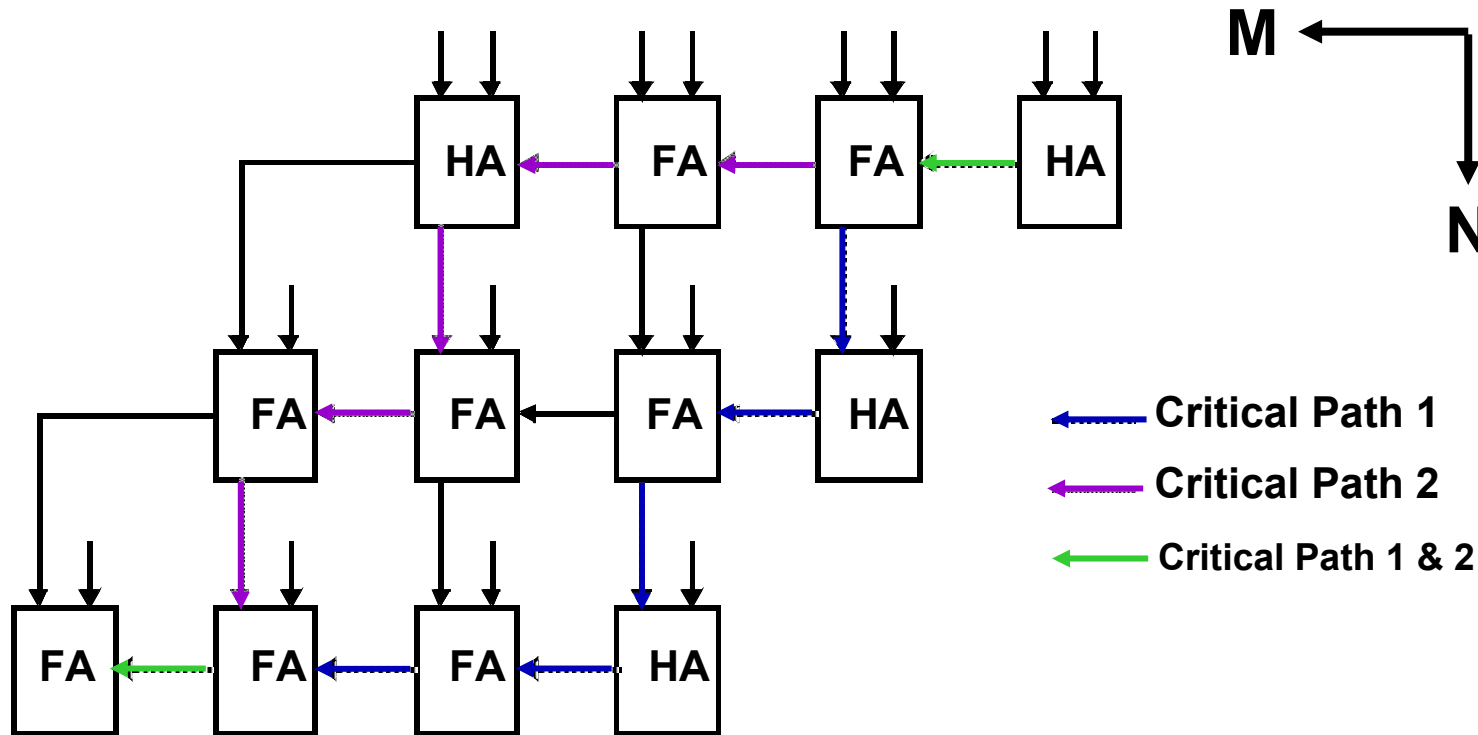 M
HA FA FA HA
N
FA FA FA HA
Critical Path 1
Critical Path 2
Critical Path 1 & 2
FA FA FA HA